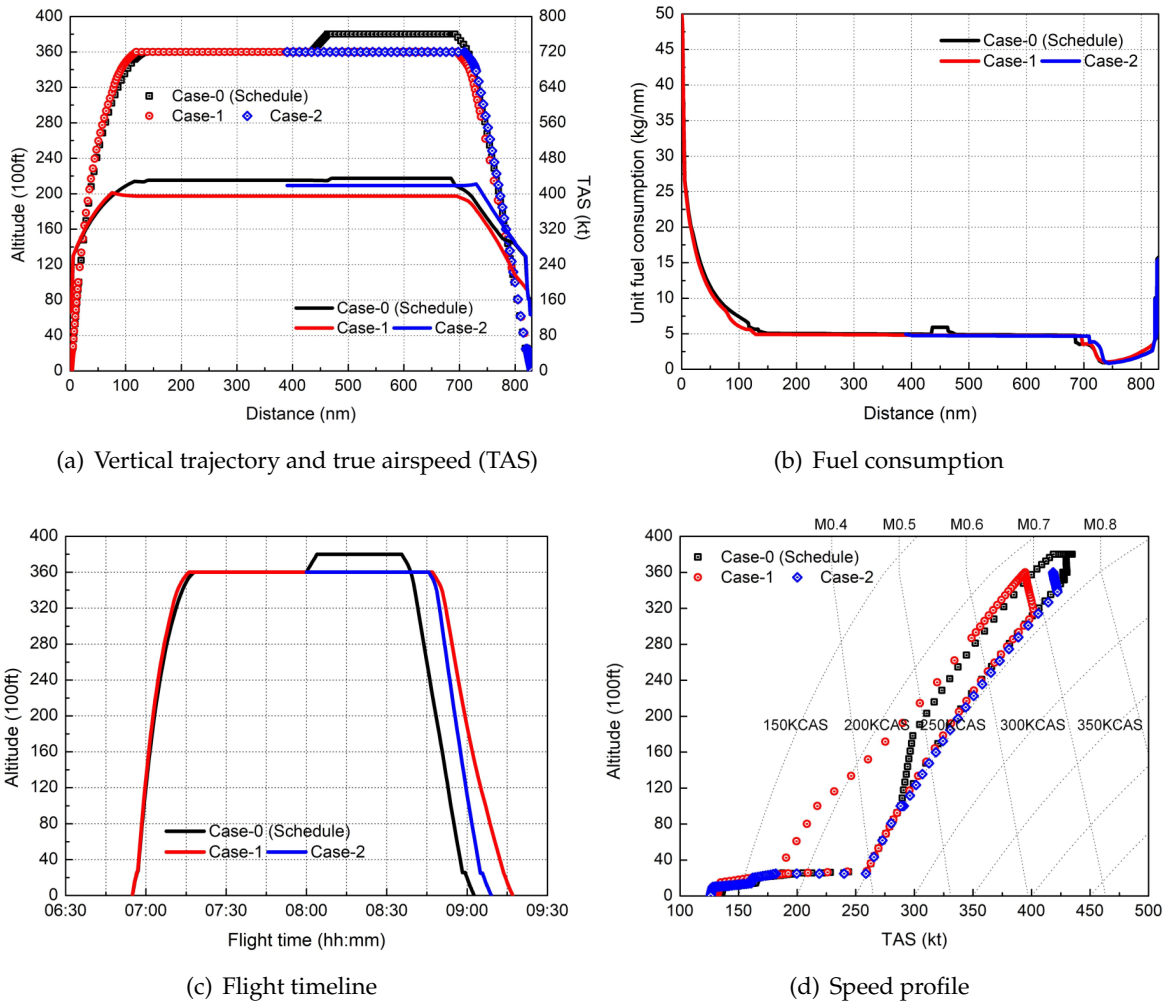 400
360
320
280
240
200
160
120
80
40
0
Altitude (100ft)
800
720
640
560
480
400
320
240
160
80
0
TAS (kt)
Case-0 (Schedule)
Case-1 Case-2
Case-0 (Schedule)
Case-1 Case-2
0 100 200 300 400 500 600 700 800
Distance (nm)
(a) Vertical trajectory and true airspeed (TAS)
50
45
40
35
30
25
20
15
10
5
0
Unit fuel consumption (kg/nm)
Case-0 (Schedule)
Case-1 Case-2
0 100 200 300 400 500 600 700 800
Distance (nm)
(b) Fuel consumption
400
360
320
280
240
200
160
120
80
40
0
Altitude (100ft)
Case-0 (Schedule)
Case-1 Case-2
06:30 07:00 07:30 08:00 08:30 09:00 09:30
Flight time (hh:mm)
(c) Flight timeline
M0.4 M0.5 M0.6 M0.7 M0.8
400
360
320
280
240
200
160
120
80
40
0
Altitude (100ft)
Case-0 (Schedule)
Case-1 Case-2
150KCAS 200KCAS 250KCAS 300KCAS 350KCAS
100 150 200 250 300 350 400 450 500
TAS (kt)
(d) Speed profile